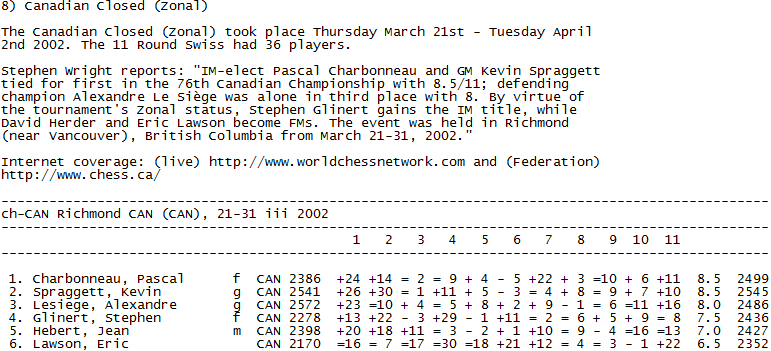 8) Canadian Closed (Zonal)
The Canadian Closed (Zonal) took place Thursday March 21st - Tuesday April
2nd 2002. The 11 Round Swiss had 36 players.
Stephen Wright reports: "IM-elect Pascal Charbonneau and GM Kevin Spraggett
tied for first in the 76th Canadian Championship with 8.5/11; defending
champion Alexandre Le Siège was alone in third place with 8. By virtue of
the tournament's Zonal status, Stephen Glinert gains the IM title, while
David Herder and Eric Lawson become FMs. The event was held in Richmond
(near Vancouver), British Columbia from March 21-31, 2002."
Internet coverage: (live) http://www.worldchessnetwork.com and (Federation)
http://www.chess.ca/
------------------------------------------------------------------------------------------------
ch-CAN Richmond CAN (CAN), 21-31 iii 2002
------------------------------------------------------------------------------------------------
1 2 3 4 5 6 7 8 9 10 11
------------------------------------------------------------------------------------------------
1. Charbonneau, Pascal f CAN 2386 +24 +14 = 2 = 9 + 4 - 5 +22 + 3 =10 + 6 +11 8.5 2499
2. Spraggett, Kevin g CAN 2541 +26 +30 = 1 +11 + 5 - 3 = 4 + 8 = 9 + 7 +10 8.5 2545
3. Lesiege, Alexandre g CAN 2572 +23 =10 + 4 = 5 + 8 + 2 + 9 - 1 = 6 =11 +16 8.0 2486
4. Glinert, Stephen f CAN 2278 +13 +22 - 3 +29 - 1 +11 = 2 = 6 + 5 + 9 = 8 7.5 2436
5. Hebert, Jean m CAN 2398 +20 +18 +11 = 3 - 2 + 1 +10 = 9 - 4 =16 =13 7.0 2427
6. Lawson, Eric CAN 2170 =16 = 7 =17 =30 =18 +21 +12 = 4 = 3 - 1 +22 6.5 2352